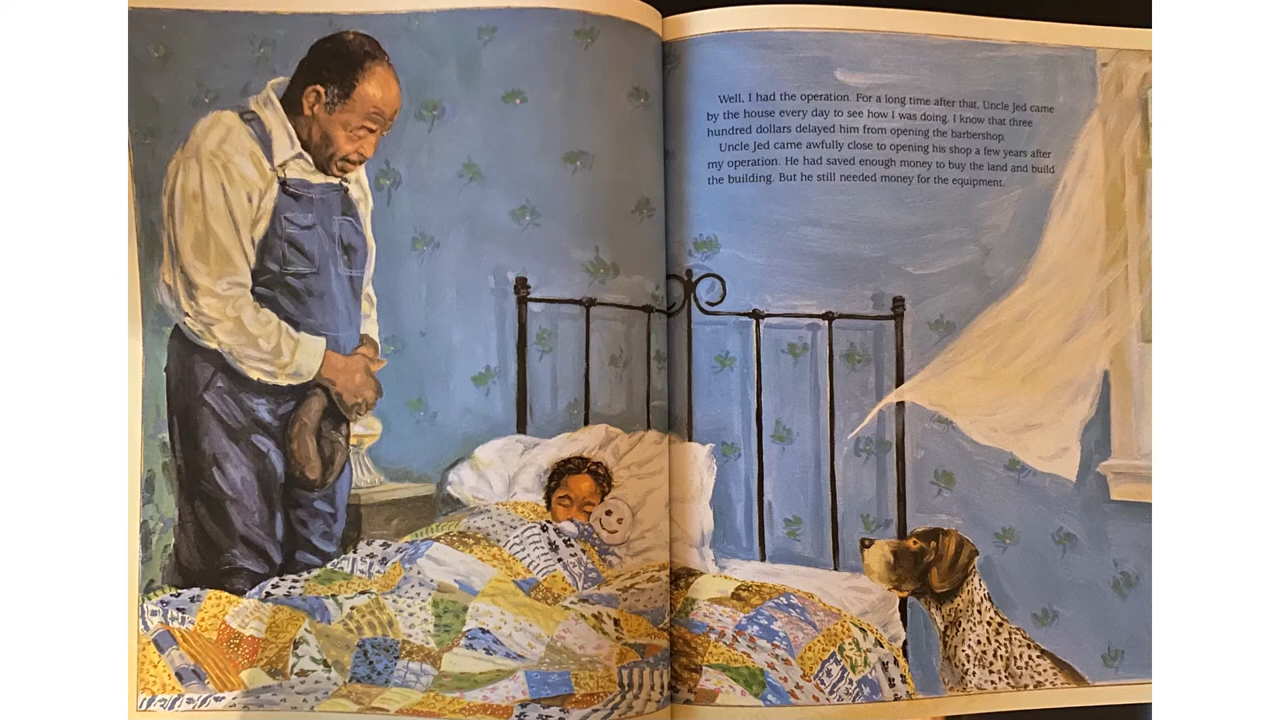 Well, I had the operation. For a long time after that, Uncle Jed came
by the house every day to see how I was doing. I know that three
hundred dollars delayed him from opening the barbershop.
Uncle Jed came awfully close to opening his shop a few years after
my operation. He had saved enough money to buy the land and build
the building. But he still needed money for the equipment.